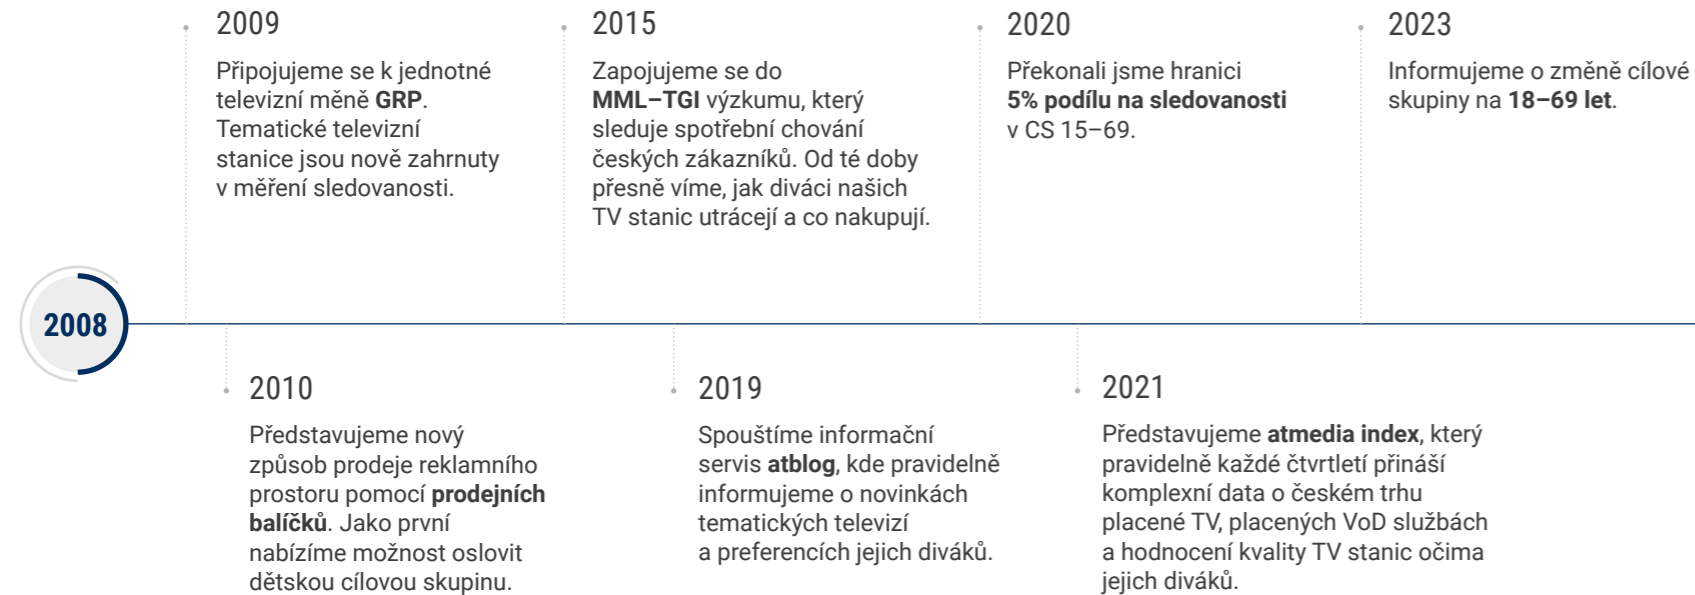 2009
Připojujeme se k jednotné
televizní měně GRP.
Tematické televizní
stanice jsou nově zahrnuty
v měření sledovanosti.
2015
Zapojujeme se do
MML–TGI výzkumu, který
sleduje spotřební chování
českých zákazníků. Od té doby
přesně víme, jak diváci našich
TV stanic utrácejí a co nakupují.
2020
Překonali jsme hranici
5% podílu na sledovanosti
v CS 15–69.
2023
Informujeme o změně cílové
skupiny na 18–69 let.
2008
2010
Představujeme nový
způsob prodeje reklamního
prostoru pomocí prodejních
balíčků. Jako první
nabízíme možnost oslovit
dětskou cílovou skupinu.
2019
Spouštíme informační
servis atblog, kde pravidelně
informujeme o novinkách
tematických televizí
a preferencích jejich diváků.
2021
Představujeme atmedia index, který
pravidelně každé čtvrtletí přináší
komplexní data o českém trhu
placené TV, placených VoD službách
a hodnocení kvality TV stanic očima
jejich diváků.